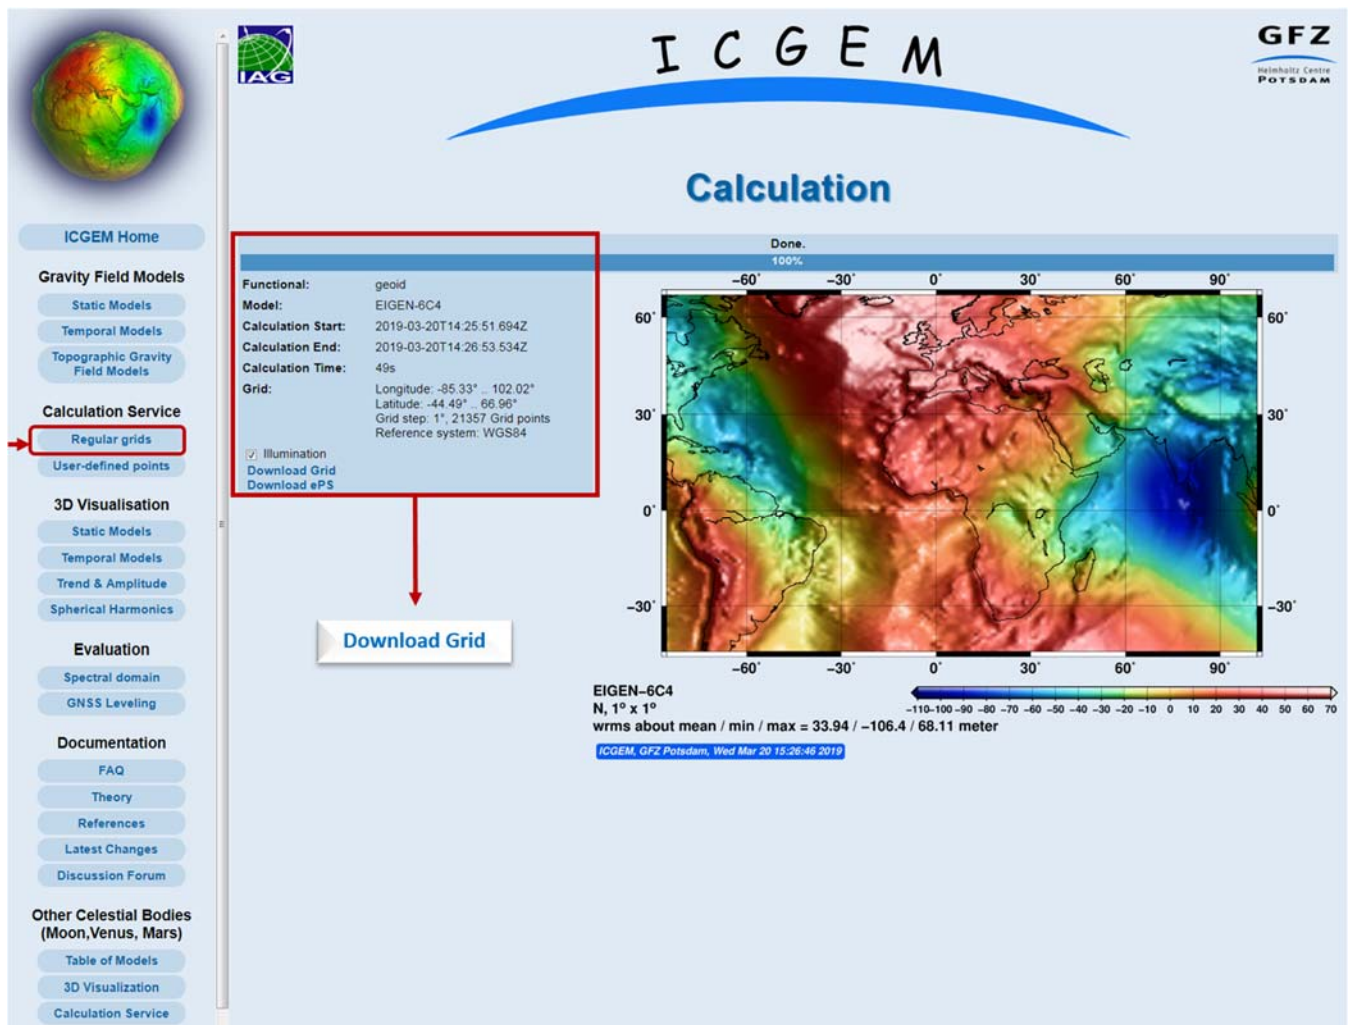 IAG
I C G E M
GFZ
Helmholtz Centre
POTSDAM
Calculation
ICGEM Home
Gravity Field Models
Static Models
Temporal Models
Topographic Gravity
Field Models
Calculation Service
Regular grids
User-defined points
3D Visualisation
Static Models
Temporal Models
Trend & Amplitude
Spherical Harmonics
Evaluation
Spectral domain
GNSS Leveling
Documentation
FAQ
Theory
References
Latest Changes
Discussion Forum
Other Celestial Bodies
(Moon,Venus, Mars)
Table of Models
3D Visualization
Calculation Service
Done.
100%
Functional: geoid
Model: EIGEN-6C4
Calculation Start: 2019-03-20T14:25:51.694Z
Calculation End: 2019-03-20T14:26:53.534Z
Calculation Time: 49s
Grid: Longitude: -85.33° .. 102.02°
Latitude: -44.49° .. 66.96°
Grid step: 1°, 21357 Grid points
Reference system: WGS84
Illumination
Download Grid
Download ePS
Download Grid
−60° −30° 0° 30° 60° 90°
60° 60°
30° 30°
0° 0°
−30° −30°
−60° −30° 0° 30° 60° 90°
EIGEN−6C4
N, 1° x 1°
−110−100 −90 −80 −70 −60 −50 −40 −30 −20 −10 0 10 20 30 40 50 60 70
wrms about mean / min / max = 33.94 / −106.4 / 68.11 meter
ICGEM, GFZ Potsdam, Wed Mar 20 15:26:46 2019